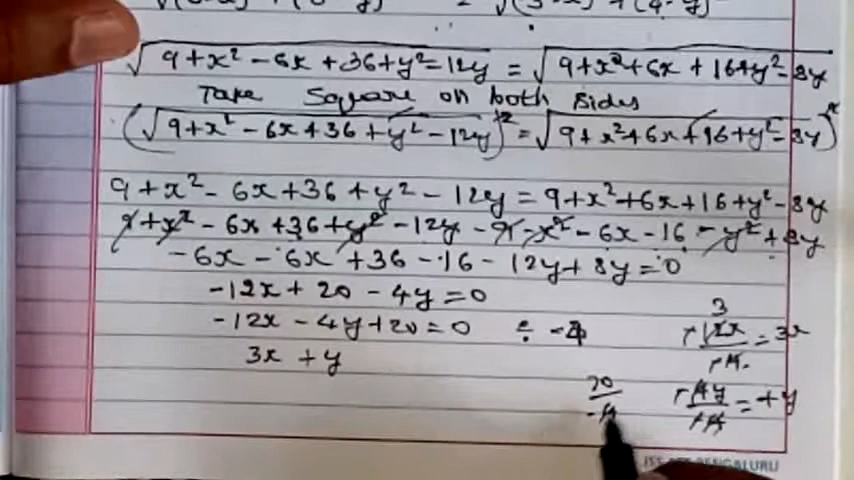 √9+x²-6x+36+y²-12y = √9+x²+6x+16+y²-8y
Take Square on both sides
(√9+x²-6x+36+y²-12y)² = (√9+x²+6x+16+y²-8y)²
9+x²-6x+36+y²-12y=9+x²+6x+16+y²-8y
9+x²-6x+36+y²-12y-9-x²-6x-16-y²+8y
-6x-6x+36-16-12y+8y=0
-12x+20-4y=0
-12x-4y+20=0 ÷ -4
3x+y
3
-12x/-4=3x
20/-4
-4y/-4=+y
BENGALURU